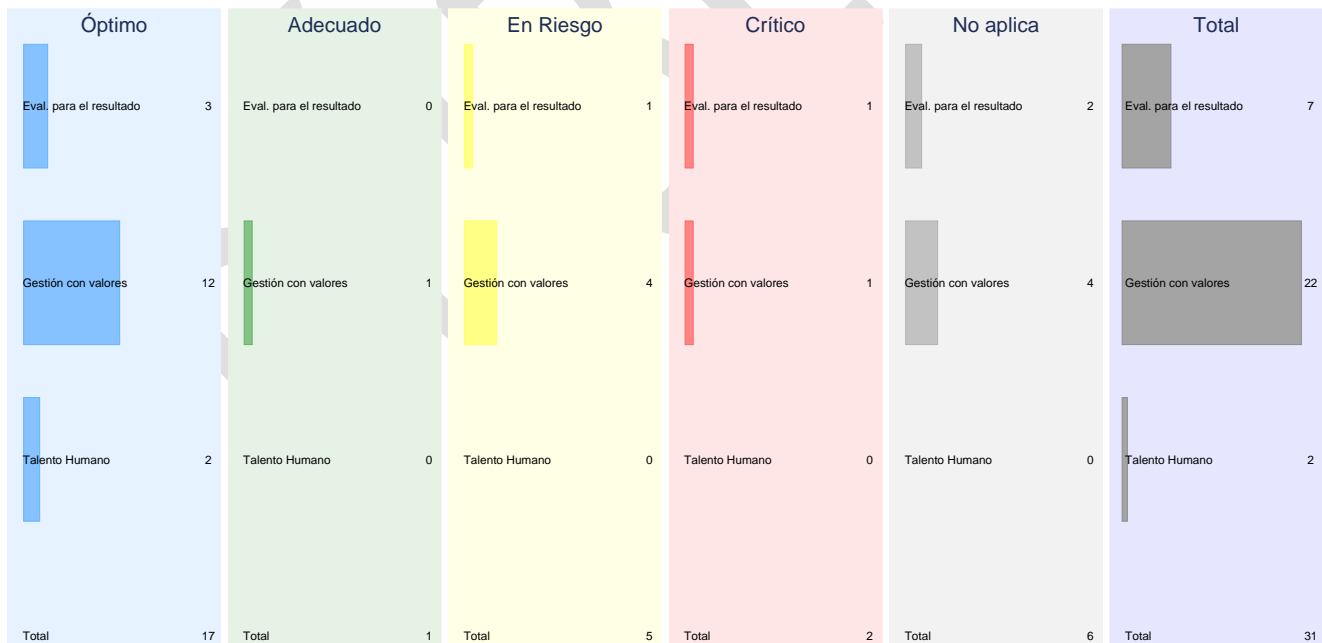 Óptimo Adecuado En Riesgo Crítico No aplica Total
Eval. para el resultado 3 Eval. para el resultado 0 Eval. para el resultado 1 Eval. para el resultado 1 Eval. para el resultado 2 Eval. para el resultado 7
Gestión con valores 12 Gestión con valores 1 Gestión con valores 4 Gestión con valores 1 Gestión con valores 4 Gestión con valores 22
Talento Humano 2 Talento Humano 0 Talento Humano 0 Talento Humano 0 Talento Humano 0 Talento Humano 2
Total 17 Total 1 Total 5 Total 2 Total 6 Total 31